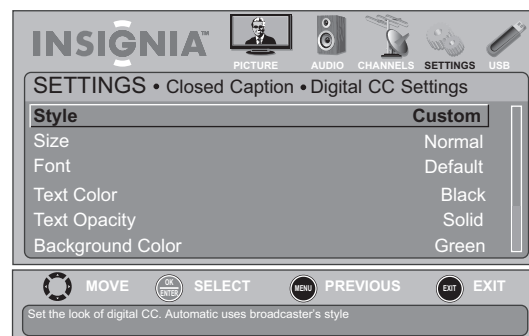 INSIGNIA™
PICTURE AUDIO CHANNELS SETTINGS USB
SETTINGS • Closed Caption • Digital CC Settings
Style Custom
Size Normal
Font Default
Text Color Black
Text Opacity Solid
Background Color Green
MOVE OK ENTER SELECT MENU PREVIOUS EXIT EXIT
Set the look of digital CC. Automatic uses broadcaster's style